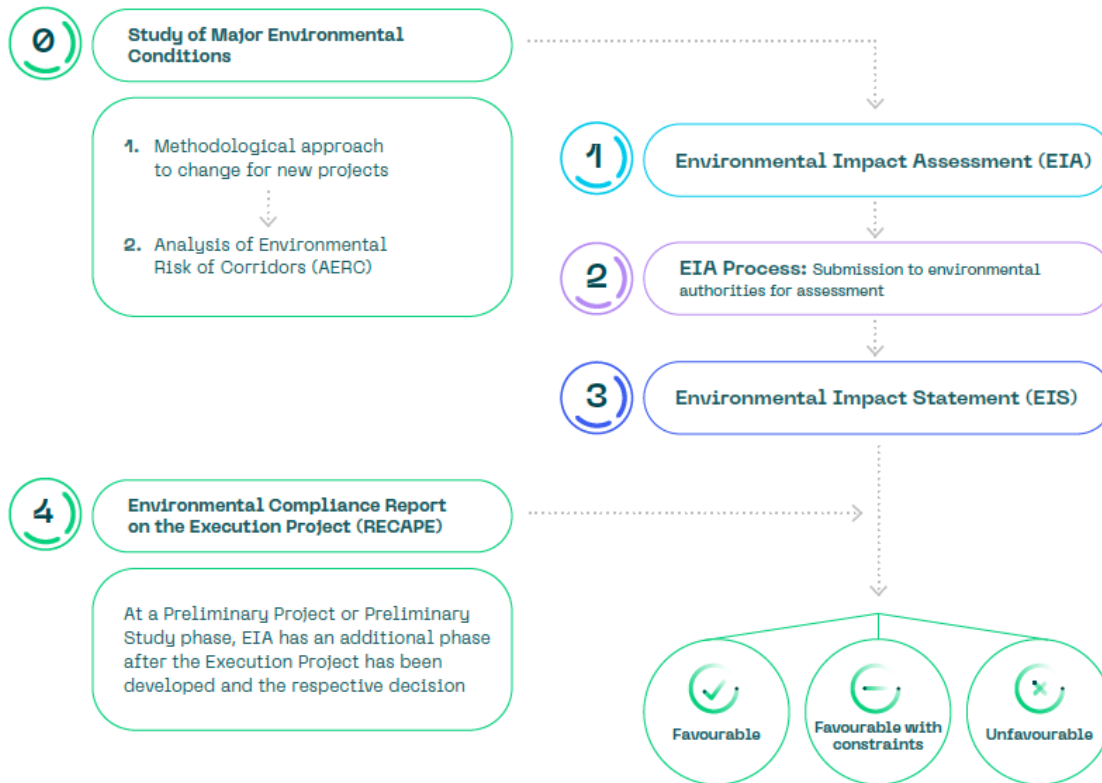 0
Study of Major Environmental
Conditions
1. Methodological approach
to change for new projects
2. Analysis of Environmental
Risk of Corridors (AERC)
1
Environmental Impact Assessment (EIA)
2
EIA Process: Submission to environmental
authorities for assessment
3
Environmental Impact Statement (EIS)
4
Environmental Compliance Report
on the Execution Project (RECAPE)
At a Preliminary Project or Preliminary
Study phase, EIA has an additional phase
after the Execution Project has been
developed and the respective decision
Favourable
Favourable with
constraints
Unfavourable